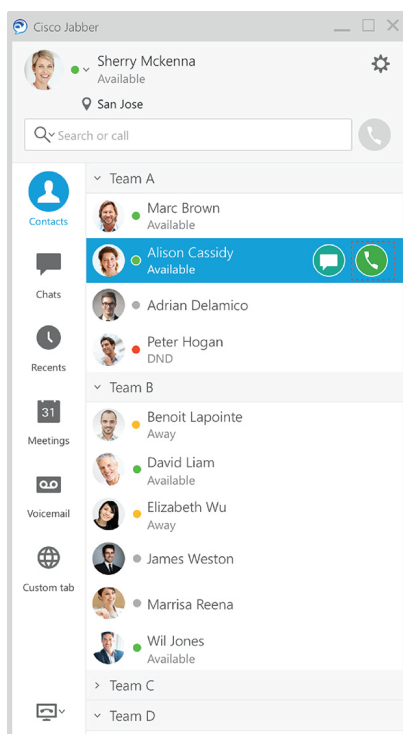 Cisco Jabber
Sherry Mckenna
Available
San Jose
Search or call
Team A
Contacts
Marc Brown
Available
Alison Cassidy
Available
Chats
Adrian Delamico
Peter Hogan
DND
Recents
Team B
31
Meetings
Benoit Lapointe
Away
David Liam
Available
Voicemail
Elizabeth Wu
Away
James Weston
Custom tab
Marrisa Reena
Wil Jones
Available
Team C
Team D